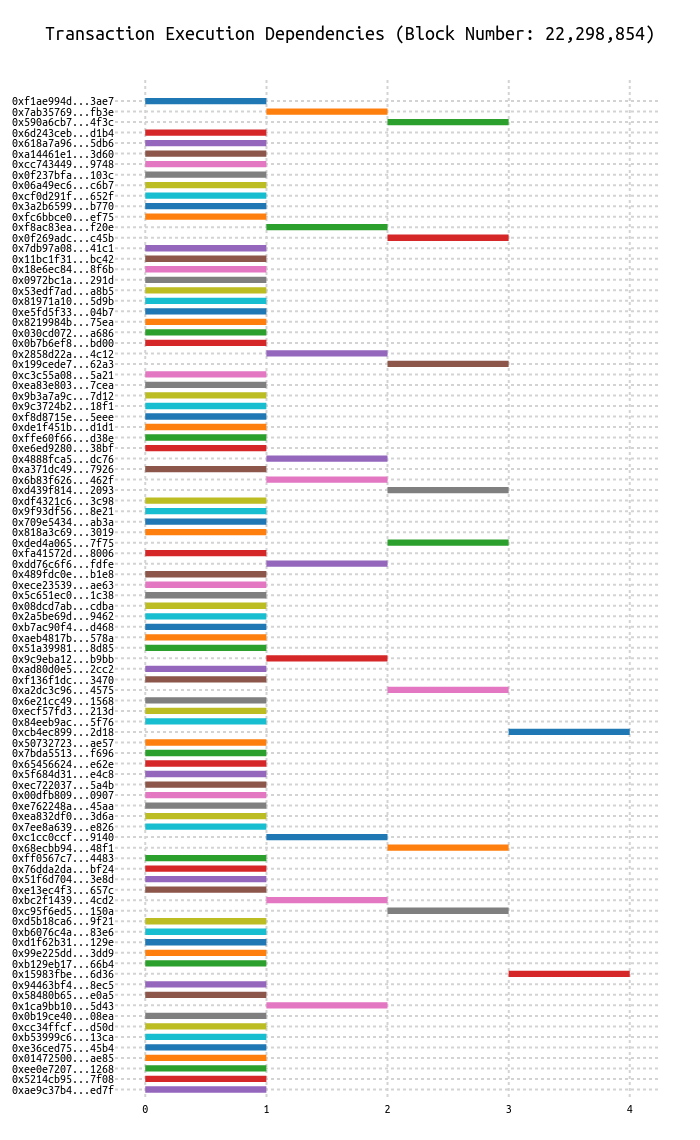 Transaction Execution Dependencies (Block Number: 22,298,854)
0xf1ae994d...3ae7
0x7ab35769...fb3e
0x590a6cb7...4f3c
0x6d243ceb...d1b4
0x618a7a96...5db6
0xa14461e1...3d60
0xcc743449...9748
0x0f237bfa...103c
0x06a49ec6...c6b7
0xcf0d291f...652f
0x3a2b6599...b770
0xfc6bbce0...ef75
0xf8ac83ea...f20e
0x0f269adc...c45b
0x7db97a08...41c1
0x11bc1f31...bc42
0x18e6ec84...8f6b
0x0972bc1a...291d
0x53edf7ad...a8b5
0x81971a10...5d9b
0xe5fd5f33...04b7
0x8219984b...75ea
0x030cd072...a686
0x0b7b6ef8...bd00
0x2858d22a...4c12
0x199cede7...62a3
0xc3c55a08...5a21
0xea83e803...7cea
0x9b3a7a9c...7d12
0x9c3724b2...18f1
0xf8d8715e...5eee
0xde1f451b...d1d1
0xffe60f66...d38e
0xe6ed9280...38bf
0x4888fca5...dc76
0xa371dc49...7926
0x6b83f626...462f
0xd439f814...2093
0xdf4321c6...3c98
0x9f93df56...8e21
0x709e5434...ab3a
0x818a3c69...3019
0xded4a065...7f75
0xfa41572d...8006
0xdd76c6f6...fdfe
0x489fdc0e...b1e8
0xece23539...ae63
0x5c651ec0...1c38
0x08dcd7ab...cdba
0x2a5be69d...9462
0xb7ac90f4...d468
0xaeb4817b...578a
0x51a39981...8d85
0x9c9eba12...b9bb
0xad80d0e5...2cc2
0xf136f1dc...3470
0xa2dc3c96...4575
0x6e21cc49...1568
0xecf57fd3...213d
0x84eeb9ac...5f76
0xcb4ec899...2d18
0x50732723...ae57
0x7bda5513...f696
0x65456624...e62e
0x5f684d31...e4c8
0xec722037...5a4b
0x00dfb809...0907
0xe762248a...45aa
0xea832df0...3d6a
0x7ee8a639...e826
0xc1cc0ccf...9140
0x68ecbb94...48f1
0xff0567c7...4483
0x76dda2da...bf24
0x51f6d704...3e8d
0xe13ec4f3...657c
0xbc2f1439...4cd2
0xc95f6ed5...150a
0xd5b18ca6...9f21
0xb6076c4a...83e6
0xd1f62b31...129e
0x99e225dd...3dd9
0xb129eb17...66b4
0x15983fbe...6d36
0x94463bf4...8ec5
0x58480b65...e0a5
0x1ca9bb10...5d43
0x0b19ce40...08ea
0xcc34ffcf...d50d
0xb53999c6...13ca
0xe36ced75...45b4
0x01472500...ae85
0xee0e7207...1268
0x5214cb95...7f08
0xae9c37b4...ed7f
0 1 2 3 4